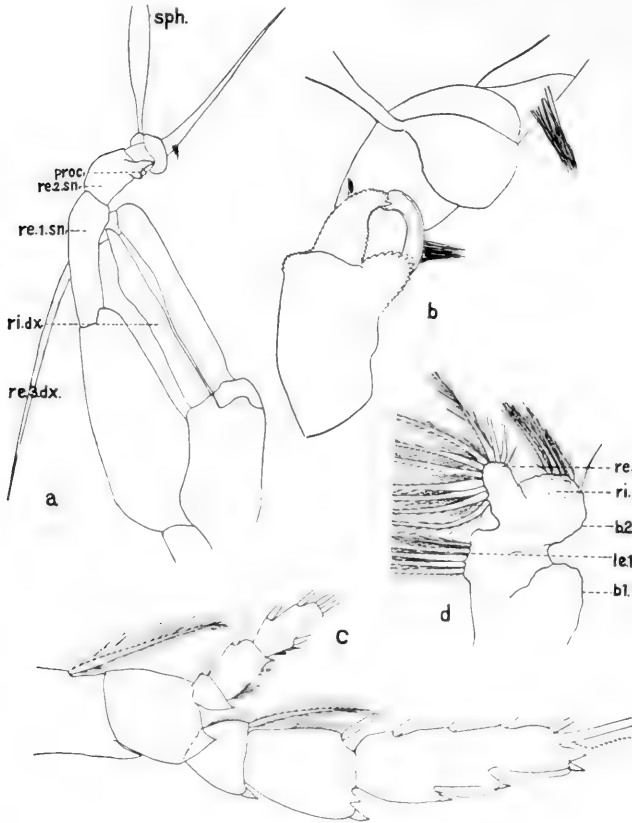 sph.
proc.
re.2.sn.
re.1.sn.
ri.dx.
re.3.dx.
a
b
re.
ri.
b2.
le.1
b1.
d
c